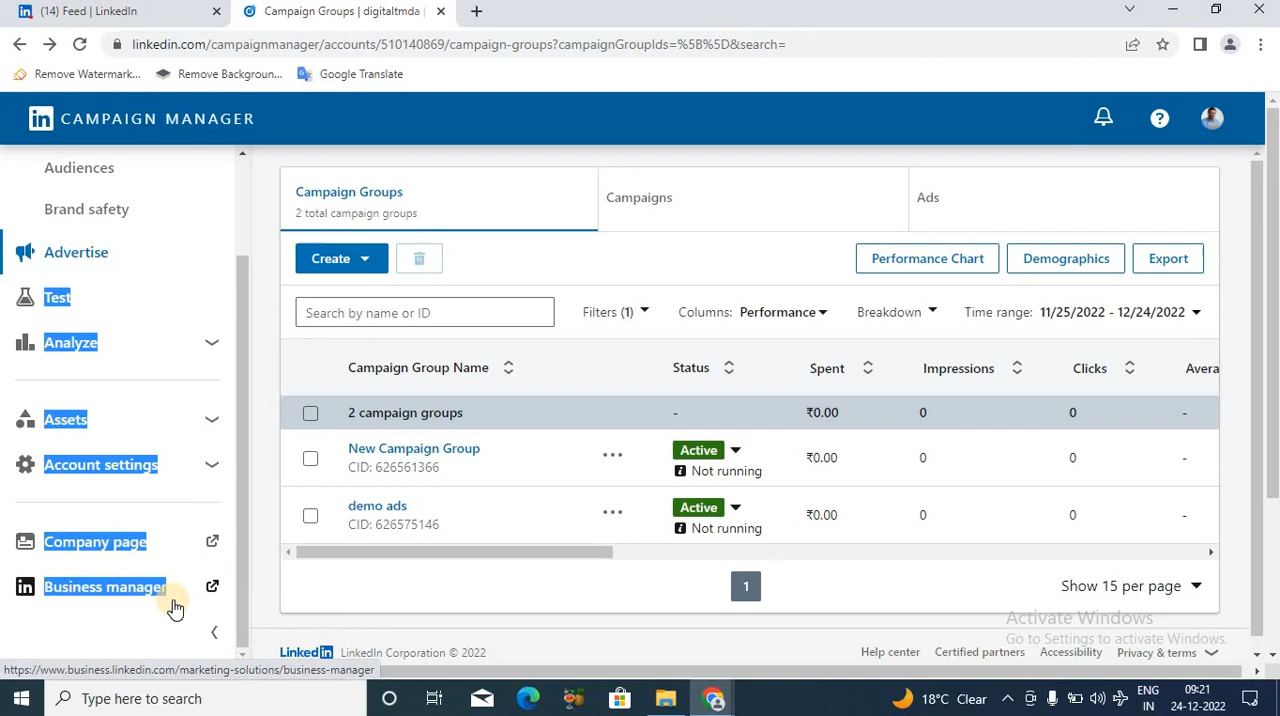 (14) Feed | LinkedIn
Campaign Groups | digitaltmda
linkedin.com/campaignmanager/accounts/510140869/campaign-groups?campaignGroupIds=%5B%5D&search=
Remove Watermark... Remove Backgroun... Google Translate
in CAMPAIGN MANAGER
Audiences
Brand safety
Advertise
Test
Analyze
Assets
Account settings
Company page
in Business manager
https://www.business.linkedin.com/marketing-solutions/business-manager
Campaign Groups
2 total campaign groups
Campaigns
Ads
Create
Performance Chart Demographics Export
Search by name or ID
Filters (1) Columns: Performance Breakdown Time range: 11/25/2022 - 12/24/2022
Campaign Group Name Status Spent Impressions Clicks Avera
2 campaign groups - ₹0.00 0 0 -
New Campaign Group Active ₹0.00 0 0 -
CID: 626561366 Not running
demo ads Active ₹0.00 0 0 -
CID: 626575146 Not running
1 Show 15 per page
Activate Windows
Go to Settings to activate Windows.
LinkedIn LinkedIn Corporation © 2022 Help center Certified partners Accessibility Privacy & terms
Type here to search
18°C Clear
ENG
IN
09:21
24-12-2022